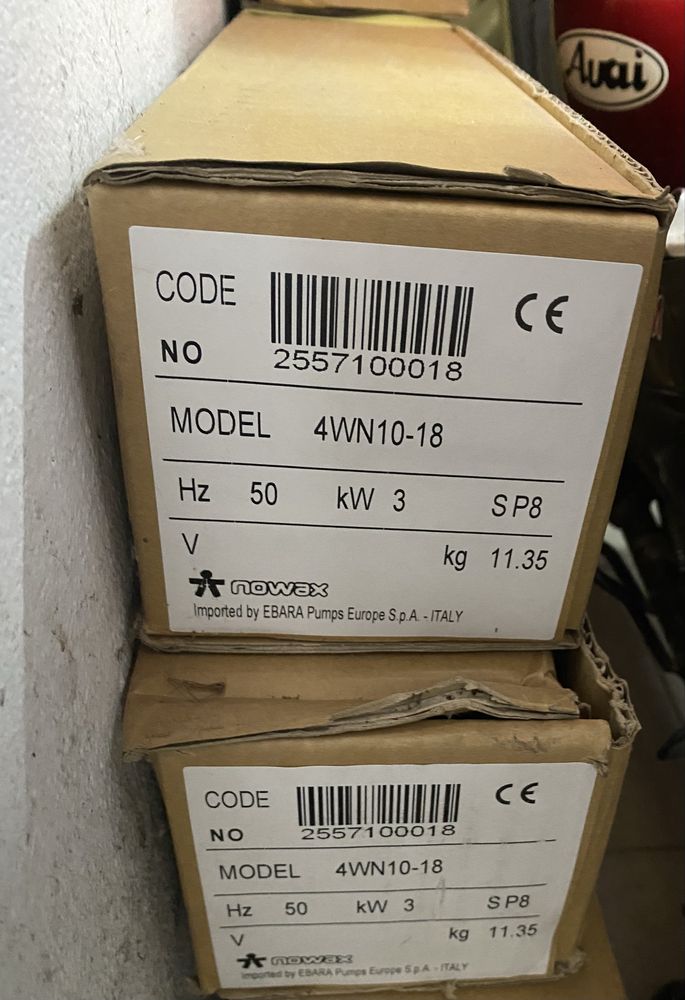 Arai
CODE
NO
2557100018
CE
MODEL 4WN10-18
Hz 50 kW 3 SP8
V kg 11.35
nowax
Imported by EBARA Pumps Europe S.p.A. - ITALY
CODE
NO
2557100018
CE
MODEL 4WN10-18
Hz 50 kW 3 SP8
V kg 11.35
nowax
Imported by EBARA Pumps Europe S.p.A. - ITALY